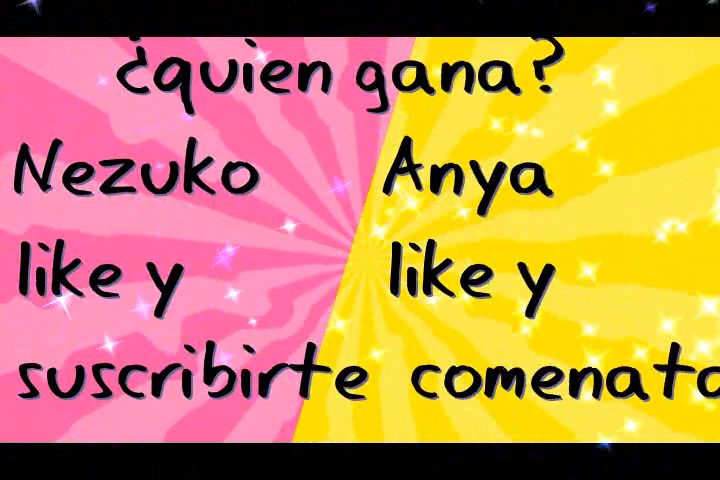 ¿quien gana?
Nezuko Anya
like y like y
suscribirte comenato